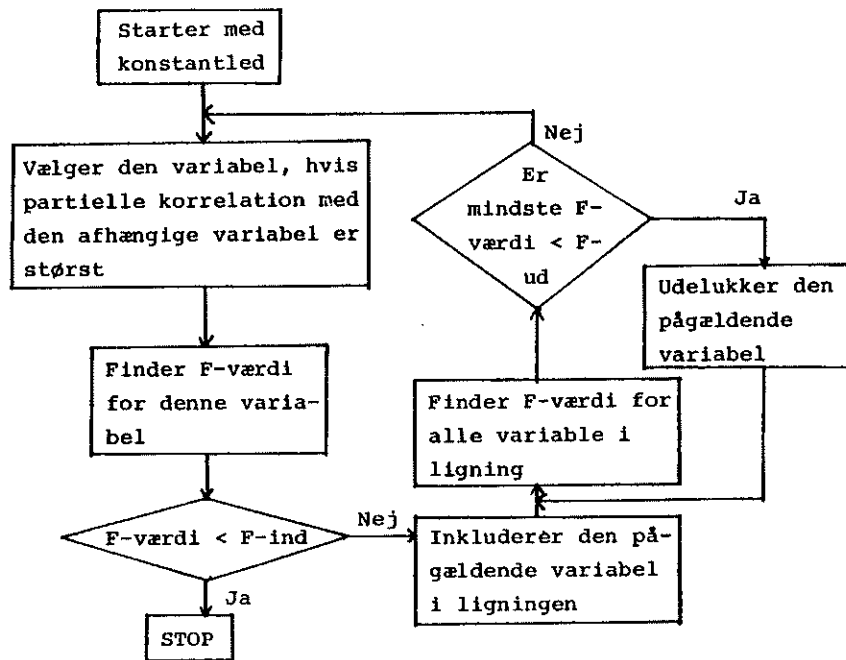 Starter med
konstantled
Vælger den variabel, hvis
partielle korrelation med
den afhængige variabel er
størst
Finder F-værdi
for denne varia-
bel
F-værdi < F-ind
Ja
STOP
Nej
Inkluderer den på-
gældende variabel
i ligningen
Finder F-værdi for
alle variable i
ligning
Er
mindste F-
værdi < F-
ud
Nej
Ja
Udelukker den
pågældende
variabel